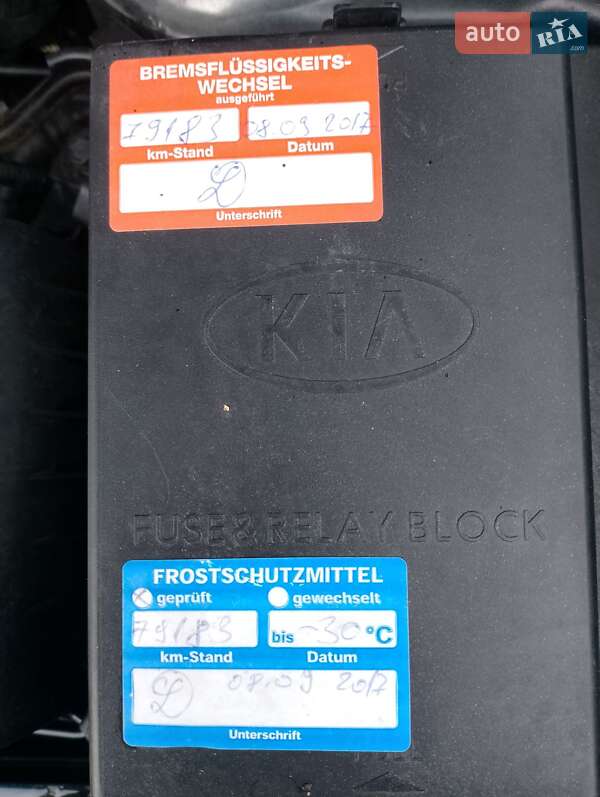 auto RIA.com
BREMSFLÜSSIGKEITS-
WECHSEL
ausgeführt
79183 08.09 2017
km-Stand Datum
Unterschrift
KIA
FUSE & RELAY BLOCK
FROSTSCHUTZMITTEL
geprüft gewechselt
79183 bis -30 °C
km-Stand Datum
08.09 2017
Unterschrift